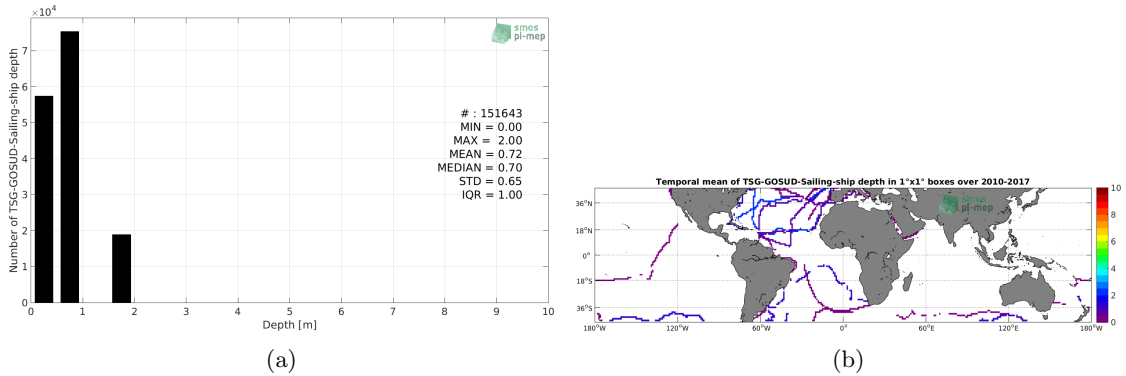 ×10⁴
7
6
5
4
3
2
1
0
Number of TSG-GOSUD-Sailing-ship depth
smos
pi-mep
# : 151643
MIN = 0.00
MAX = 2.00
MEAN = 0.72
MEDIAN = 0.70
STD = 0.65
IQR = 1.00
0 1 2 3 4 5 6 7 8 9 10
Depth [m]
(a)
Temporal mean of TSG-GOSUD-Sailing-ship depth in 1°x1° boxes over 2010-2017
smos
pi-mep
36°N
18°N
0°
18°S
36°S
180°W 120°W 60°W 0° 60°E 120°E 180°W
10
8
6
4
2
0
(b)